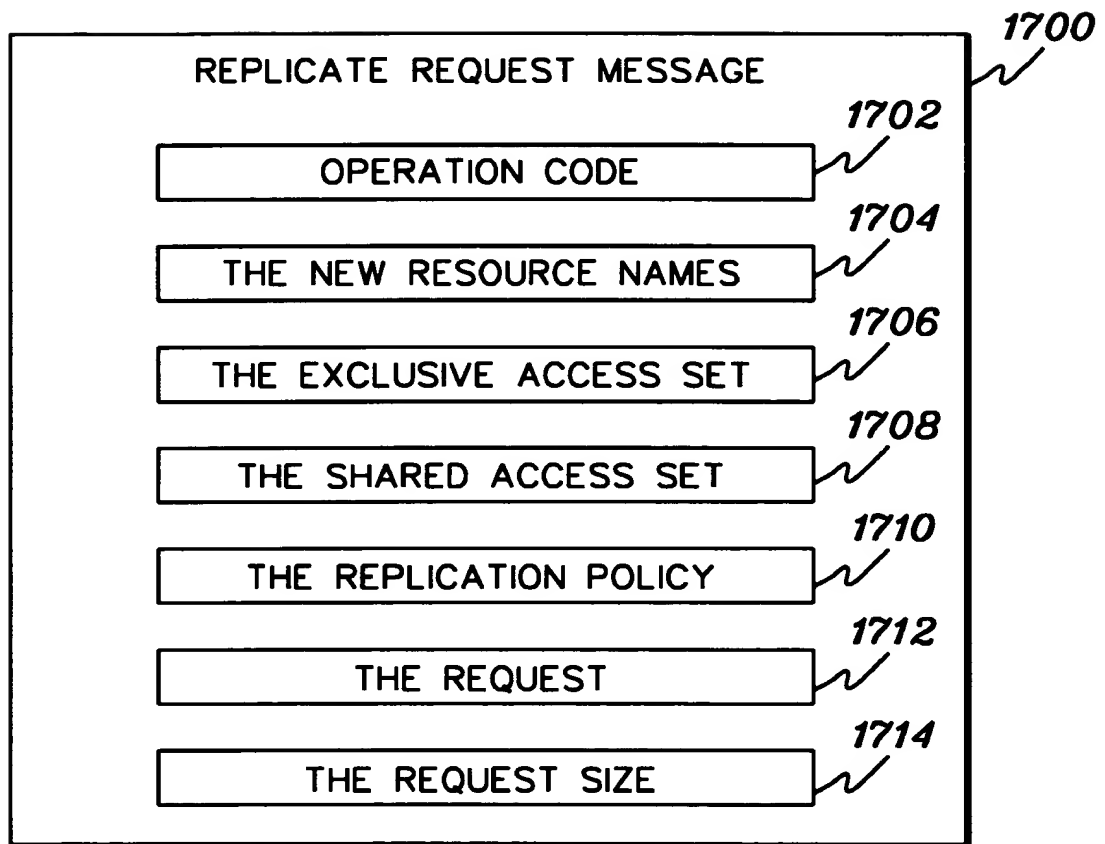 1700
REPLICATE REQUEST MESSAGE
1702
OPERATION CODE
1704
THE NEW RESOURCE NAMES
1706
THE EXCLUSIVE ACCESS SET
1708
THE SHARED ACCESS SET
1710
THE REPLICATION POLICY
1712
THE REQUEST
1714
THE REQUEST SIZE